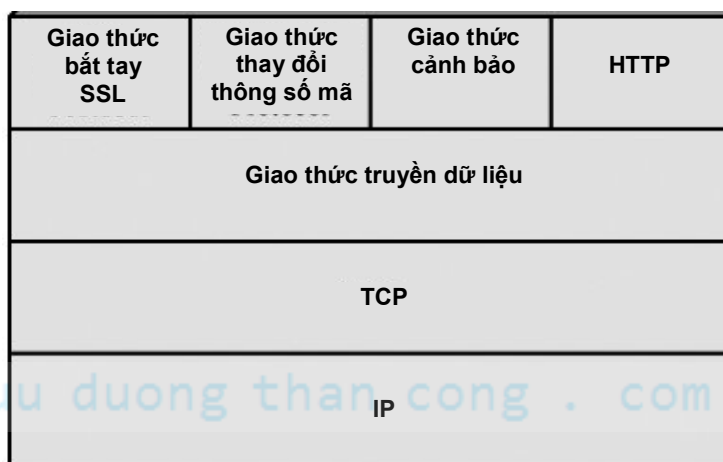 Giao thức
bắt tay
SSL
Giao thức
thay đổi
thông số mã
Giao thức
cảnh bảo
HTTP
Giao thức truyền dữ liệu
TCP
IP
duong than cong . com